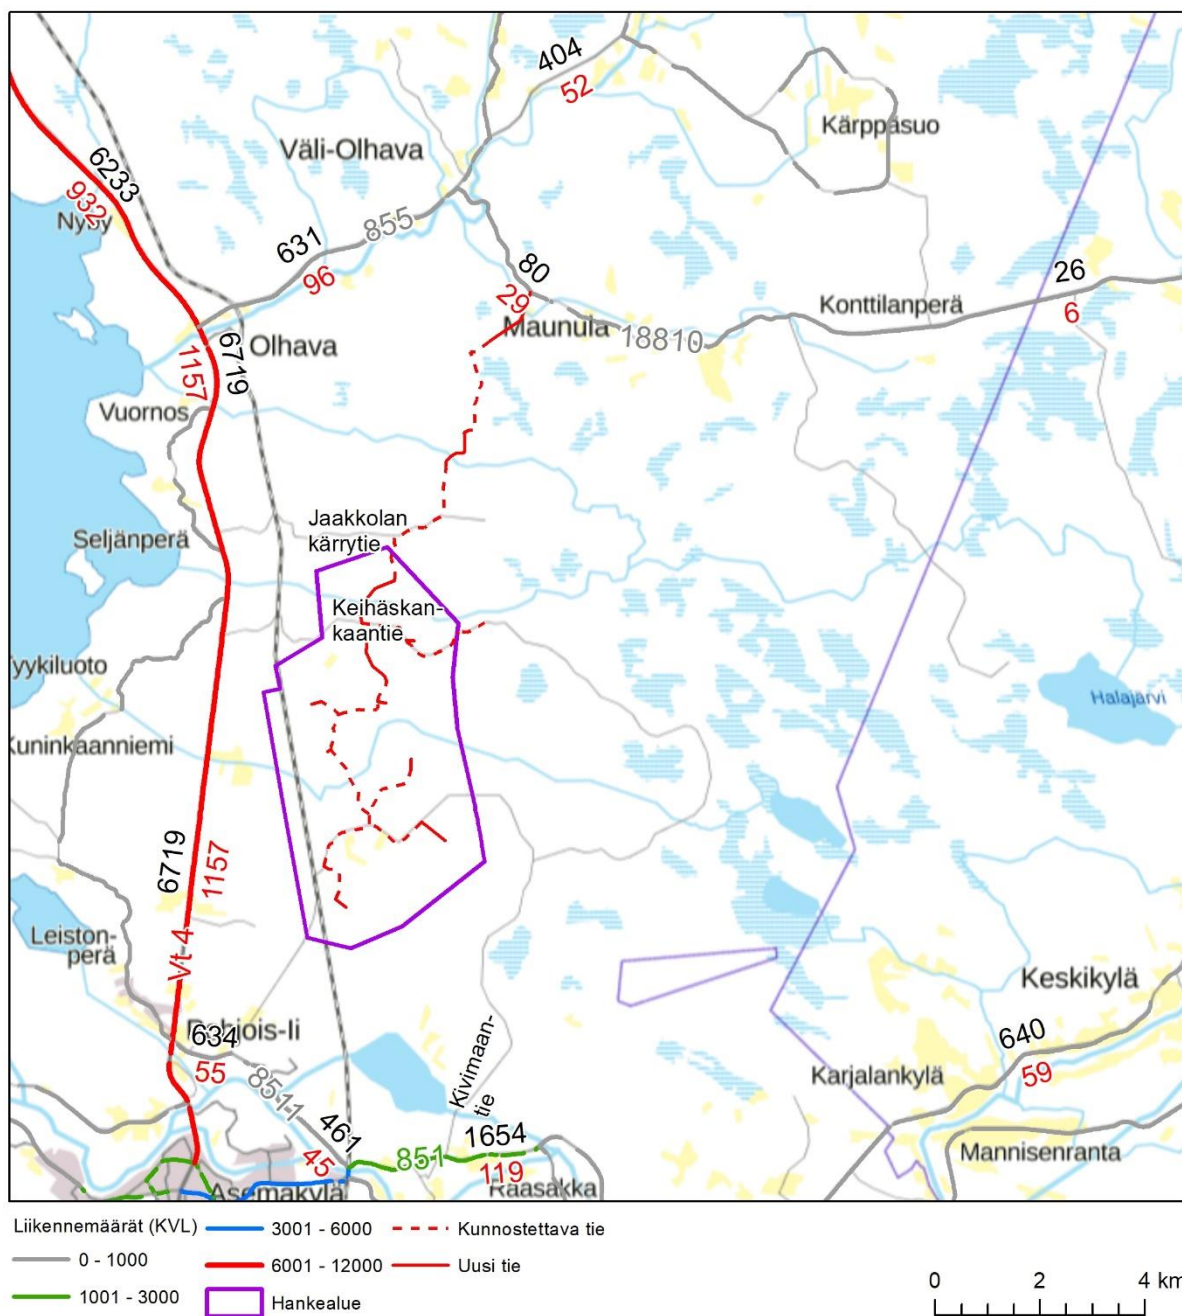 404
52
Kärppäsuo
Väli-Olhava
6233
932
631
855
96
80
29
Maunula
18810
Konttilanperä
26
6
Olhava
6719
1157
Vuornos
Jaakkolan
kärrytie
Seljänperä
Keihäskan-
kaantie
yykiluoto
Halajärvi
Kuninkaanniemi
6719
1157
Leiston-
perä
Vt 4
Keskikylä
634
55
8511
Kivimaan-
tie
640
59
Karjalankylä
461
45
851
1654
119
Mannisenranta
Asemakylä
Raasakka
Liikennemäärät (KVL)
0 - 1000
1001 - 3000
3001 - 6000
6001 - 12000
Hankealue
Kunnostettava tie
Uusi tie
0 2 4 km